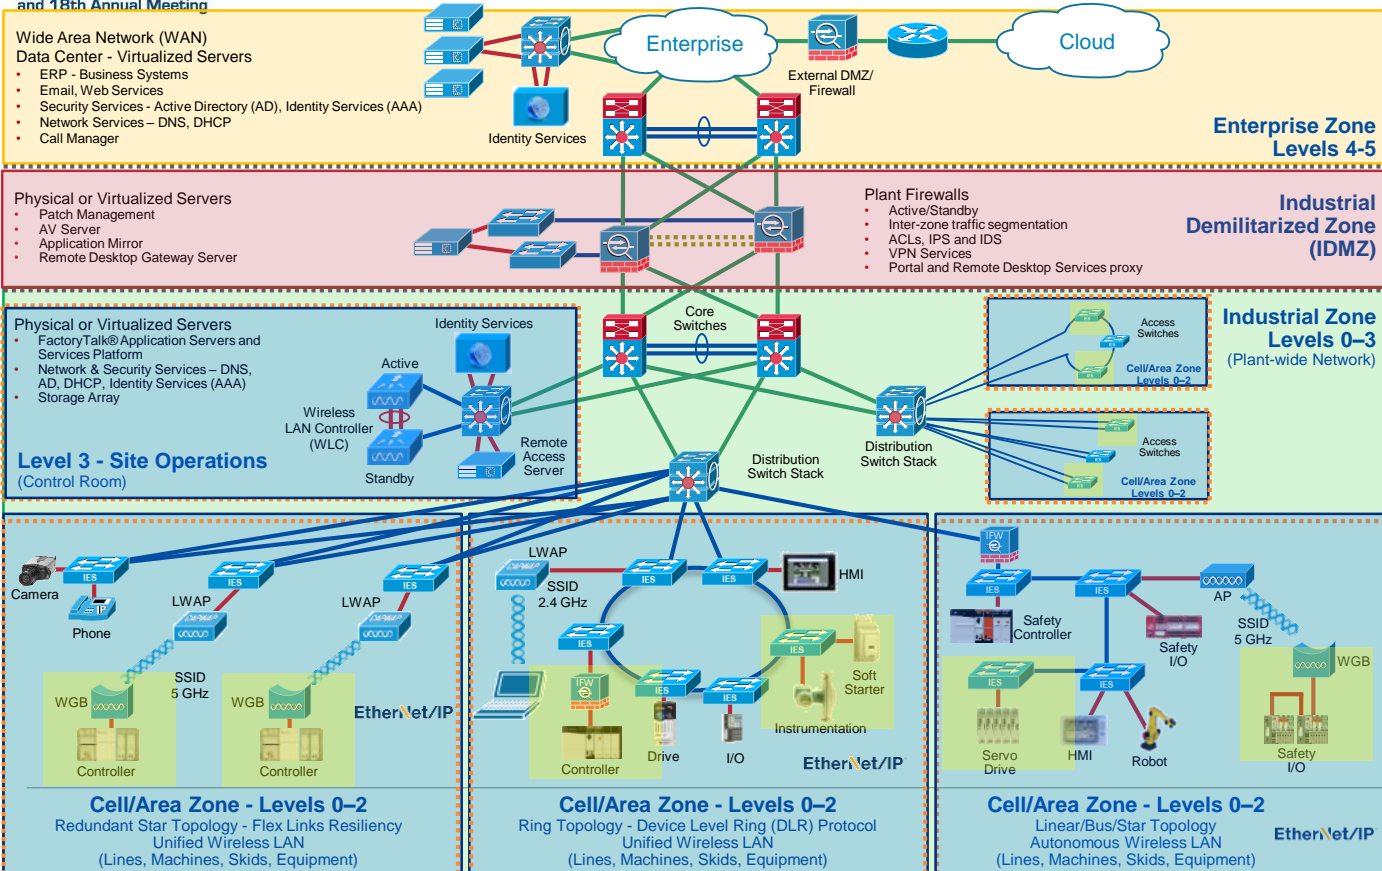 and 18th Annual Meeting
Wide Area Network (WAN)
Data Center - Virtualized Servers
• ERP - Business Systems
• Email, Web Services
• Security Services - Active Directory (AD), Identity Services (AAA)
• Network Services – DNS, DHCP
• Call Manager
Identity Services
Enterprise
External DMZ/
Firewall
Cloud
Enterprise Zone
Levels 4-5
Physical or Virtualized Servers
• Patch Management
• AV Server
• Application Mirror
• Remote Desktop Gateway Server
Plant Firewalls
• Active/Standby
• Inter-zone traffic segmentation
• ACLs, IPS and IDS
• VPN Services
• Portal and Remote Desktop Services proxy
Industrial
Demilitarized Zone
(IDMZ)
Physical or Virtualized Servers
• FactoryTalk® Application Servers and
Services Platform
• Network & Security Services – DNS,
AD, DHCP, Identity Services (AAA)
• Storage Array
Identity Services
Active
Wireless
LAN Controller
(WLC)
Standby
Remote
Access
Server
Level 3 - Site Operations
(Control Room)
Core
Switches
Distribution
Switch Stack
Distribution
Switch Stack
Access
Switches
Cell/Area Zone
Levels 0–2
Access
Switches
Cell/Area Zone
Levels 0–2
Industrial Zone
Levels 0–3
(Plant-wide Network)
Camera
IES
IP
Phone
IES
LWAP
CAPWAP
IES
LWAP
CAPWAP
SSID
5 GHz
WGB
Controller
WGB
Controller
EtherNet/IP
Cell/Area Zone - Levels 0–2
Redundant Star Topology - Flex Links Resiliency
Unified Wireless LAN
(Lines, Machines, Skids, Equipment)
LWAP
CAPWAP
SSID
2.4 GHz
IES
IES
HMI
IES
IES
IFW
IES
IES
Soft
Starter
Instrumentation
Controller
Drive
I/O
EtherNet/IP
Cell/Area Zone - Levels 0–2
Ring Topology - Device Level Ring (DLR) Protocol
Unified Wireless LAN
(Lines, Machines, Skids, Equipment)
IFW
IES
IES
AP
Safety
Controller
Safety
I/O
SSID
5 GHz
WGB
IES
IES
Servo
Drive
HMI
Robot
Safety
I/O
Cell/Area Zone - Levels 0–2
Linear/Bus/Star Topology
Autonomous Wireless LAN
(Lines, Machines, Skids, Equipment)
EtherNet/IP